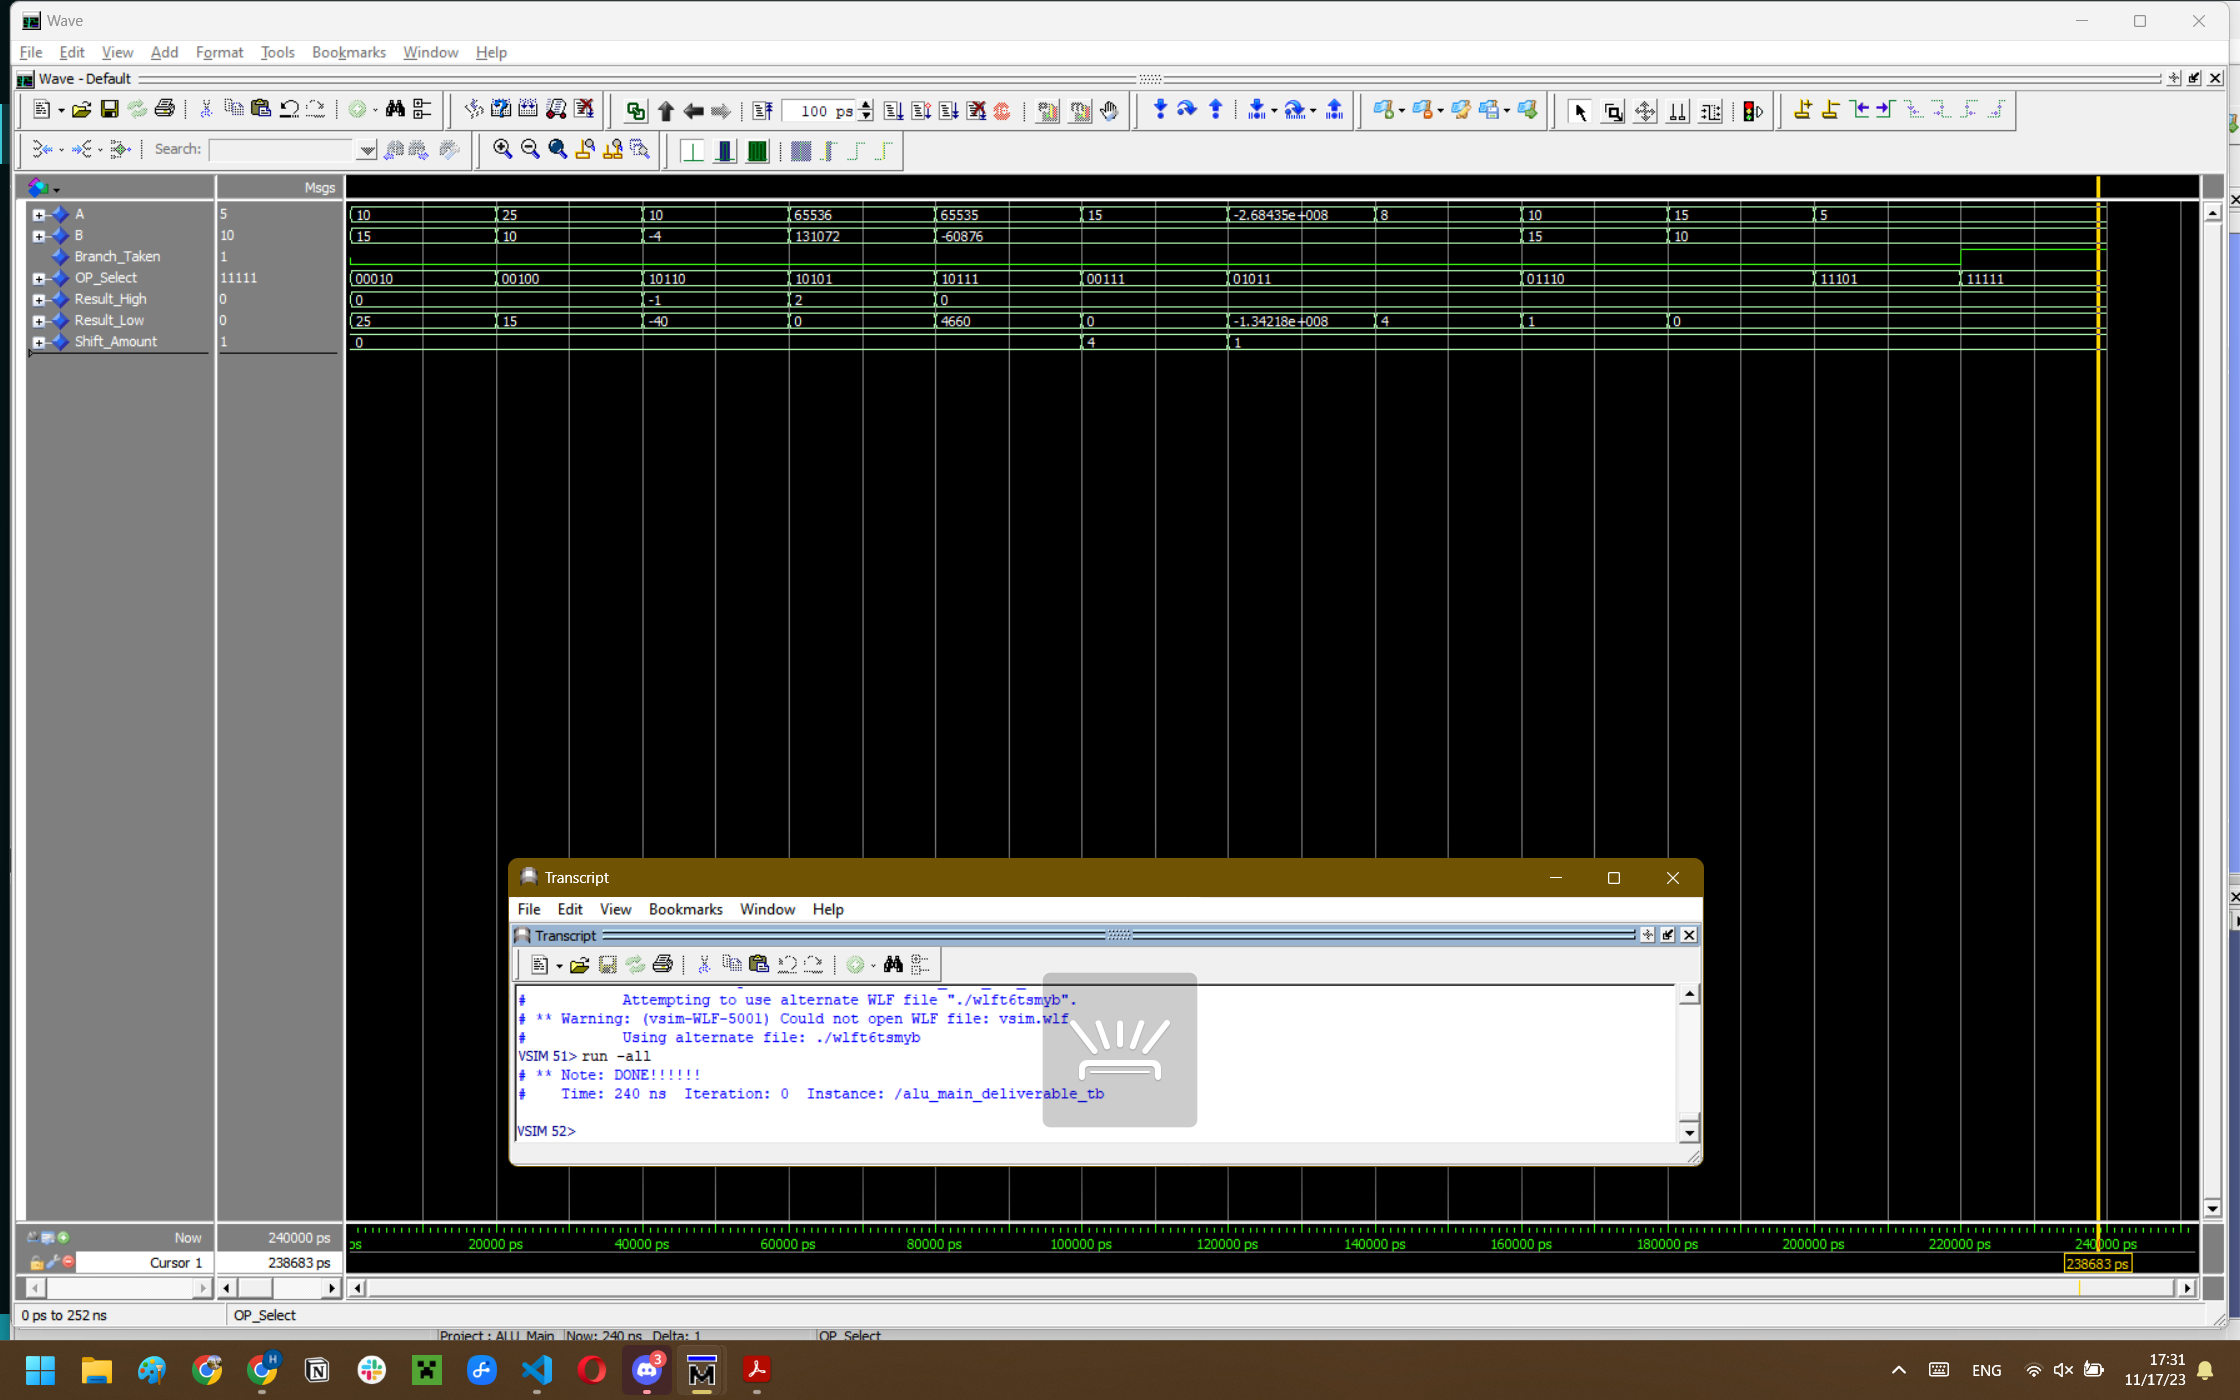 Wave
File Edit View Add Format Tools Bookmarks Window Help
Wave - Default
100 ps
Search:
Msgs
A 5 10 25 10 65536 65535 15 -2.68435e+008 8 10 15 5
B 10 15 10 -4 131072 -60876 15 10
Branch_Taken 1
OP_Select 11111 00010 00100 10110 10101 10111 00111 01011 01110 11101 11111
Result_High 0 0 -1 2 0
Result_Low 0 25 15 -40 0 4660 0 -1.34218e+008 4 1 0
Shift_Amount 1 0 4 1
Transcript
File Edit View Bookmarks Window Help
Transcript
# Attempting to use alternate WLF file "./wlft6tsmyb".
# ** Warning: (vsim-WLF-5001) Could not open WLF file: vsim.wlf
# Using alternate file: ./wlft6tsmyb
VSIM 51> run -all
# ** Note: DONE!!!!!!
# Time: 240 ns Iteration: 0 Instance: /alu_main_deliverable_tb
VSIM 52>
Now 240000 ps
ps 20000 ps 40000 ps 60000 ps 80000 ps 100000 ps 120000 ps 140000 ps 160000 ps 180000 ps 200000 ps 220000 ps 240000 ps
Cursor 1 238683 ps 238683 ps
0 ps to 252 ns OP_Select
Project : ALU_Main Now: 240 ns Delta: 1 OP_Select
H
3
ENG
17:31
11/17/23